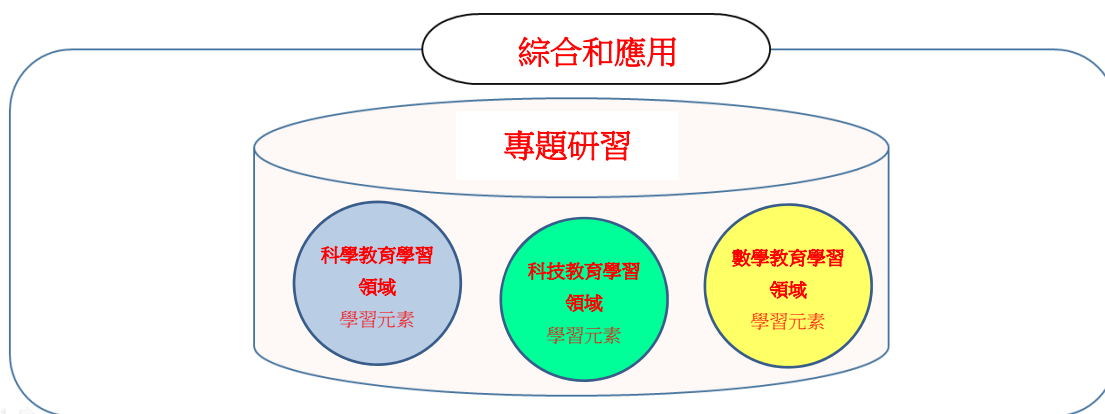 綜合和應用
專題研習
科學教育學習
領域
學習元素
科技教育學習
領域
學習元素
數學教育學習
領域
學習元素